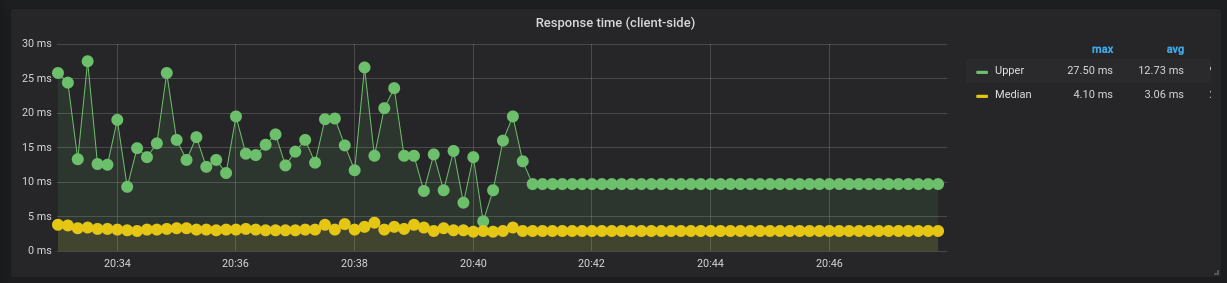 Response time (client-side)
30 ms
25 ms
20 ms
15 ms
10 ms
5 ms
0 ms
20:34 20:36 20:38 20:40 20:42 20:44 20:46
max avg
Upper 27.50 ms 12.73 ms
Median 4.10 ms 3.06 ms